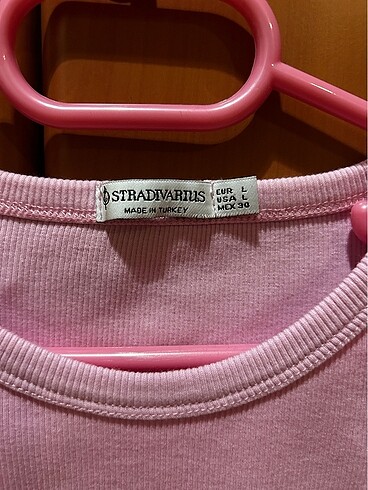 STRADIVARIUS
MADE IN TURKEY
EUR L
USA L
MEX 30